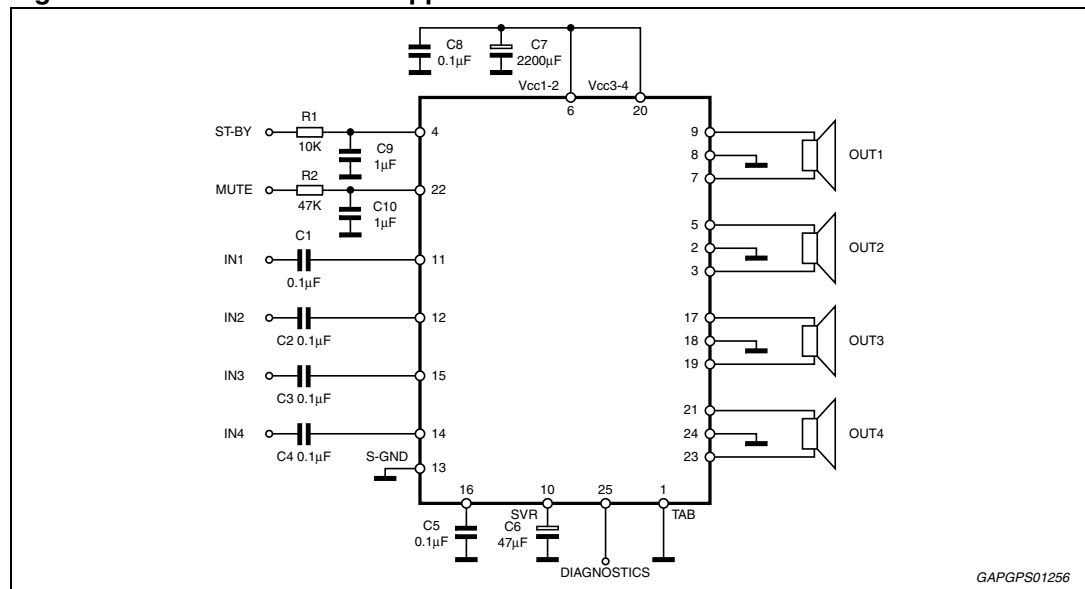 C8
0.1μF
C7
2200μF
Vcc1-2
Vcc3-4
6
20
ST-BY
R1
10K
4
C9
1μF
MUTE
R2
47K
22
C10
1μF
IN1
C1
0.1μF
11
IN2
C2 0.1μF
12
IN3
C3 0.1μF
15
IN4
C4 0.1μF
14
S-GND
13
9
8
7
OUT1
5
2
3
OUT2
17
18
19
OUT3
21
24
23
OUT4
16
10
25
1
SVR
TAB
C5
0.1μF
C6
47μF
DIAGNOSTICS
GAPGPS01256